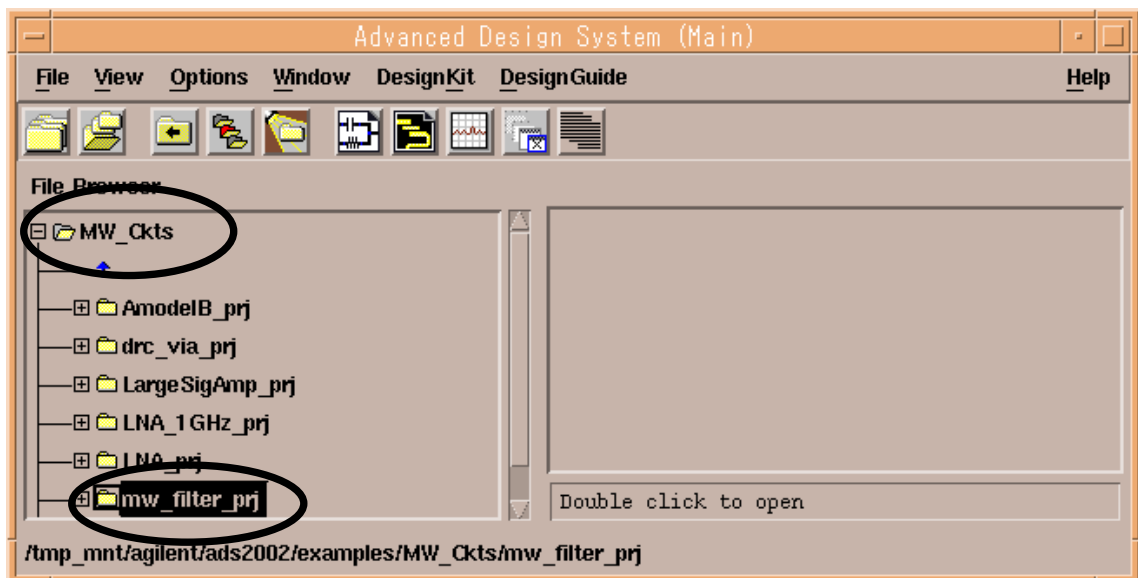 Advanced Design System (Main)
File View Options Window DesignKit DesignGuide Help
File Browser
MW_Ckts
AmodelB_prj
drc_via_prj
LargeSigAmp_prj
LNA_1GHz_prj
LNA_prj
mw_filter_prj
Double click to open
/tmp_mnt/agilent/ads2002/examples/MW_Ckts/mw_filter_prj